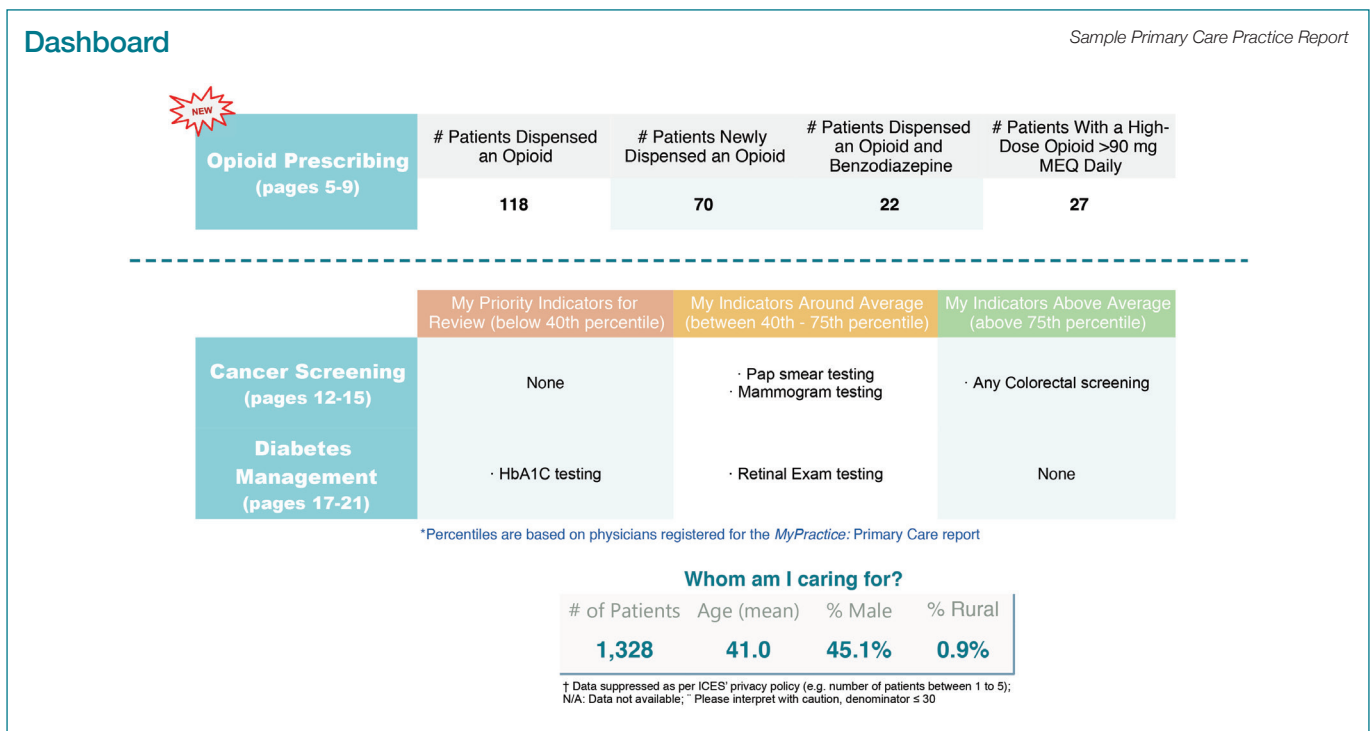 Dashboard
Sample Primary Care Practice Report
NEW
Opioid Prescribing
(pages 5-9)
# Patients Dispensed
an Opioid
# Patients Newly
Dispensed an Opioid
# Patients Dispensed
an Opioid and
Benzodiazepine
# Patients With a High-
Dose Opioid >90 mg
MEQ Daily
118
70
22
27
My Priority Indicators for
Review (below 40th percentile)
My Indicators Around Average
(between 40th - 75th percentile)
My Indicators Above Average
(above 75th percentile)
Cancer Screening
(pages 12-15)
None
· Pap smear testing
· Mammogram testing
· Any Colorectal screening
Diabetes
Management
(pages 17-21)
· HbA1C testing
· Retinal Exam testing
None
*Percentiles are based on physicians registered for the MyPractice: Primary Care report
Whom am I caring for?
# of Patients Age (mean) % Male % Rural
1,328 41.0 45.1% 0.9%
† Data suppressed as per ICES' privacy policy (e.g. number of patients between 1 to 5);
N/A: Data not available; ¨ Please interpret with caution, denominator ≤ 30